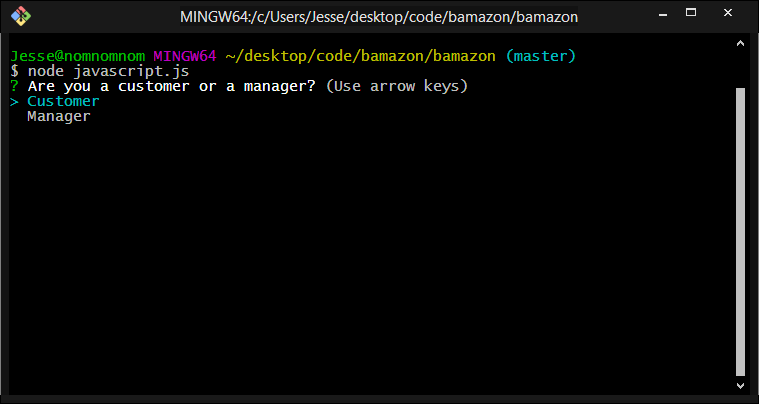 MINGW64:/c/Users/Jesse/desktop/code/bamazon/bamazon
Jesse@nomnomnom MINGW64 ~/desktop/code/bamazon/bamazon (master)
$ node javascript.js
? Are you a customer or a manager? (Use arrow keys)
> Customer
Manager